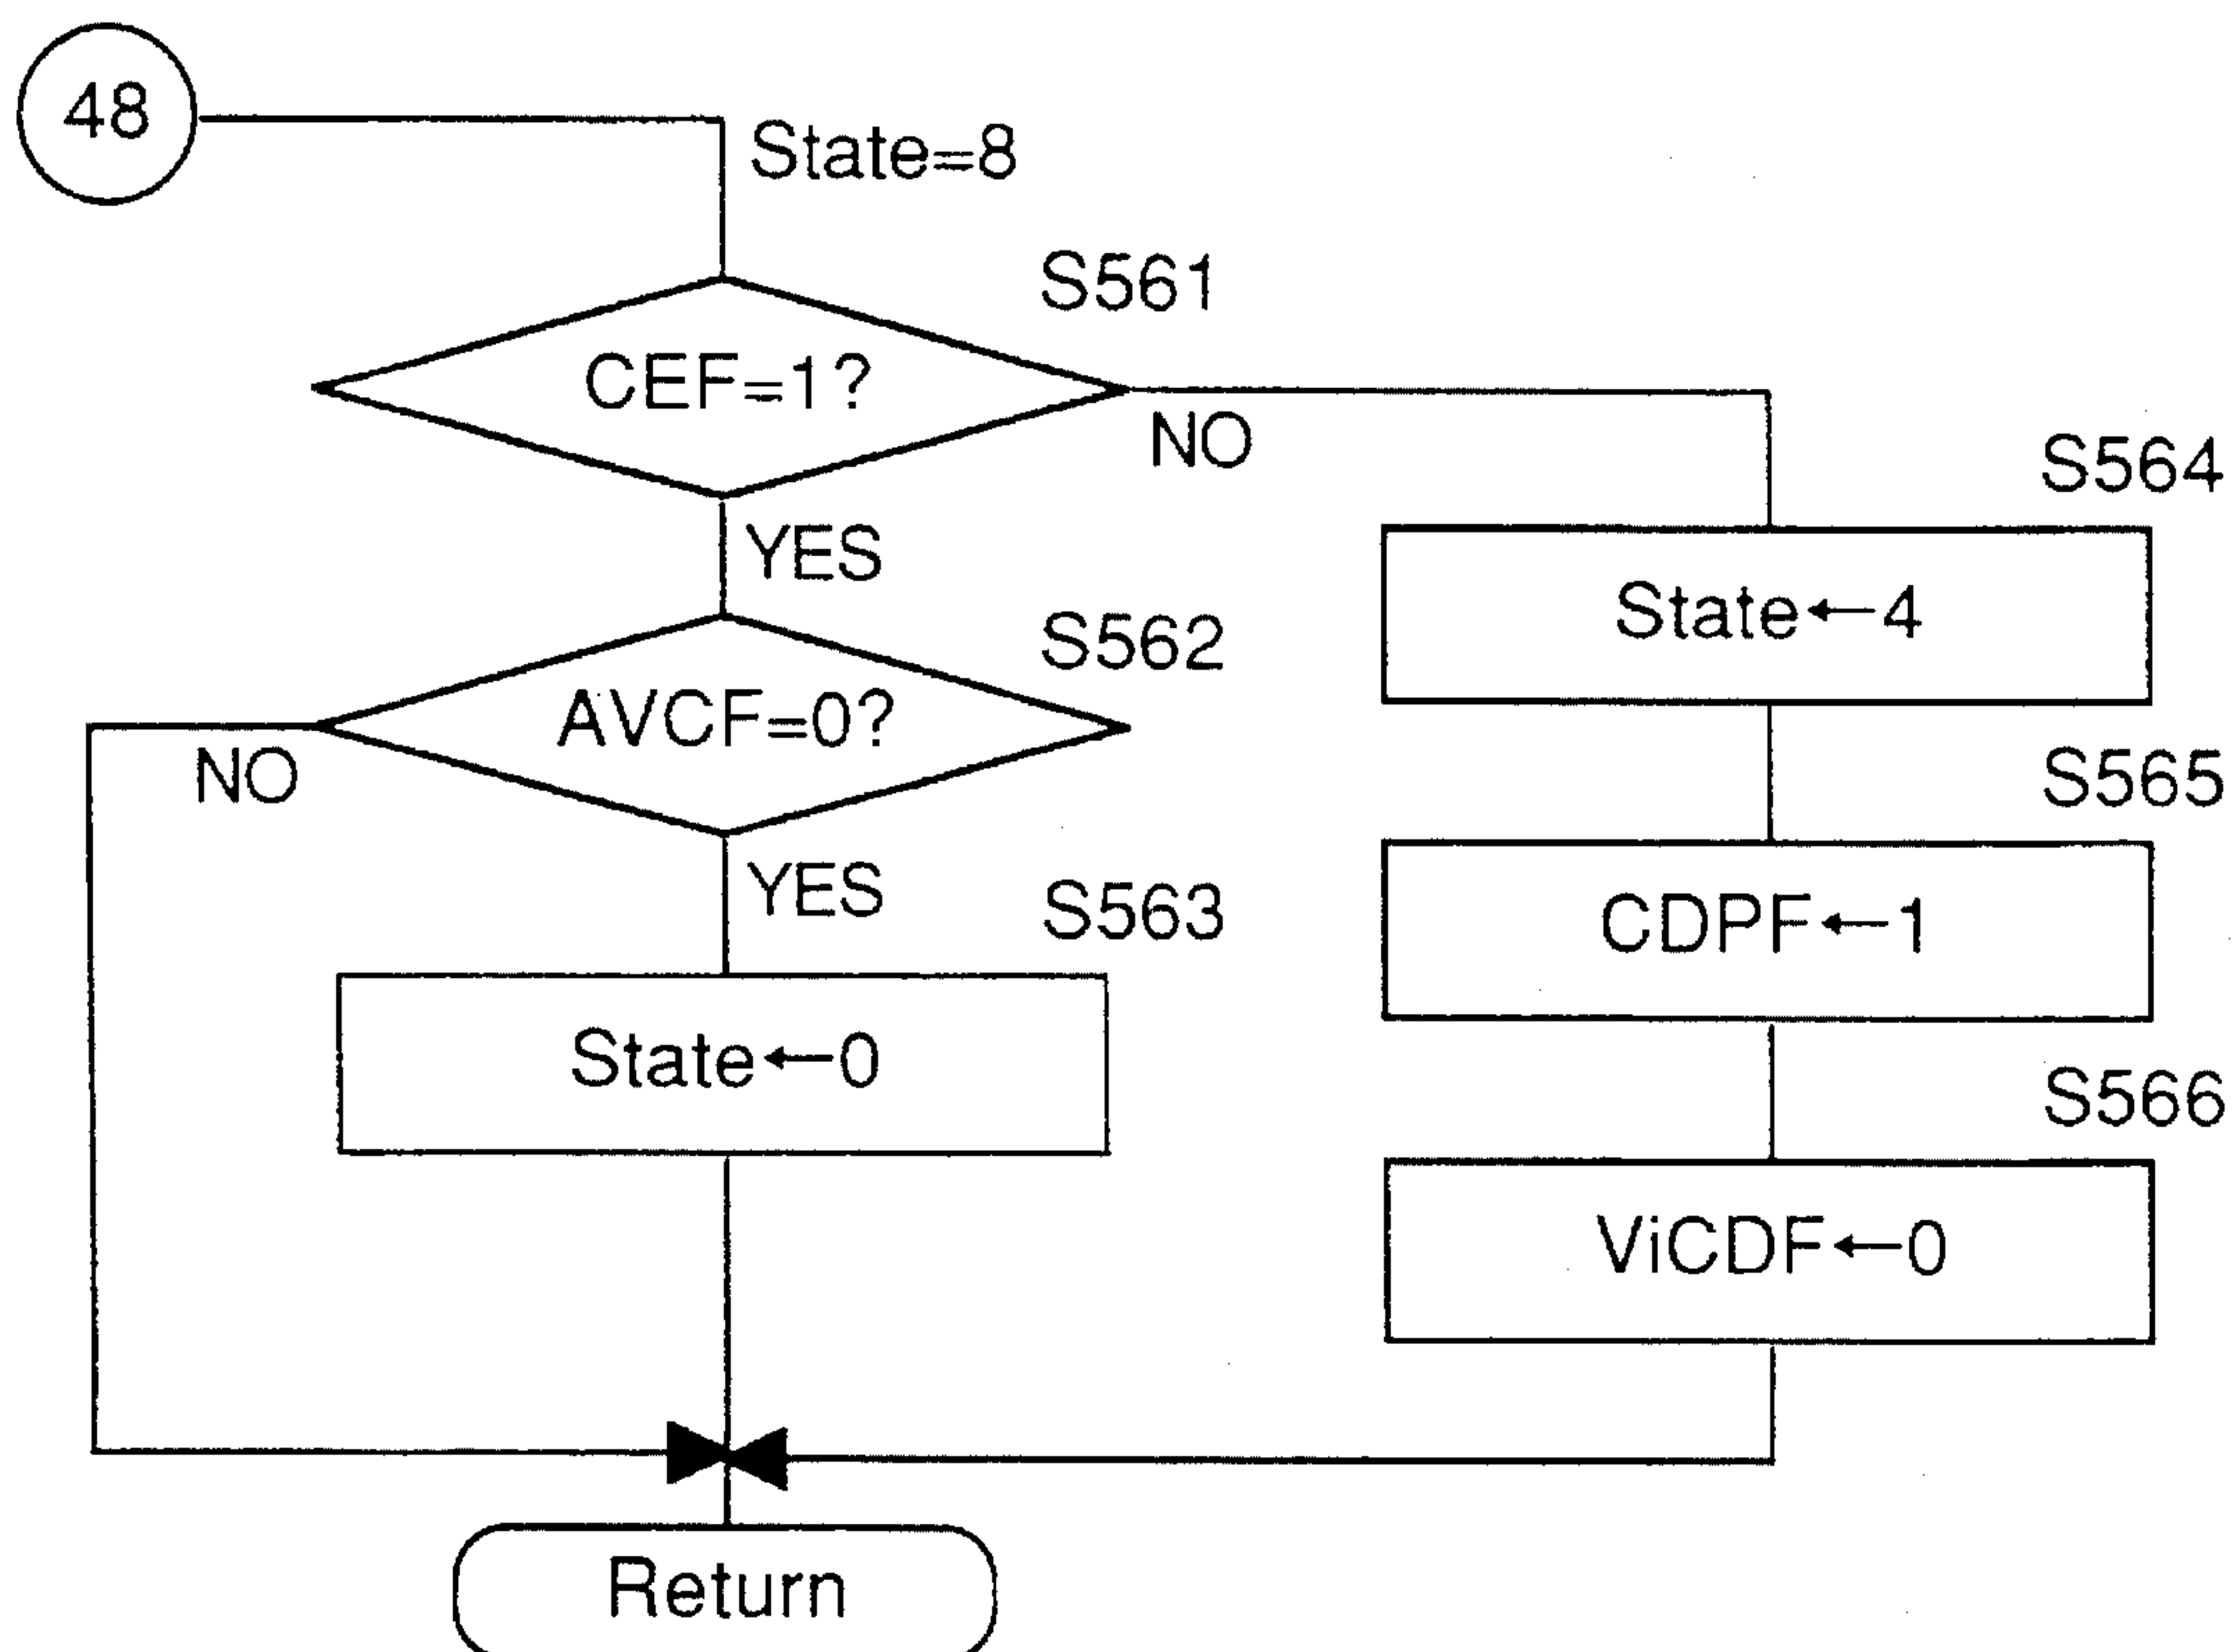 48
State=8
S561
CEF=1?
NO
YES
S564
State←4
S562
AVCF=0?
NO
YES
S565
CDPF←1
S563
State←0
S566
ViCDF←0
Return